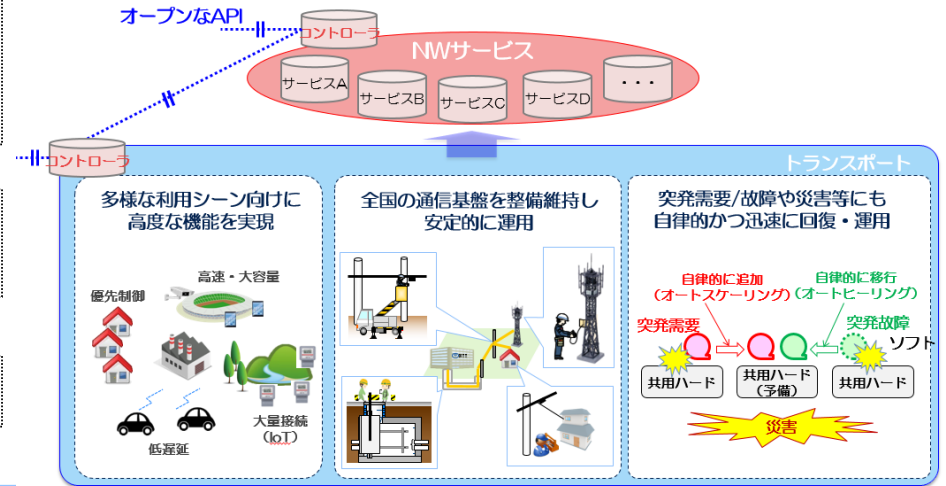 オープンなAPI
コントローラ
NWサービス
サービスA
サービスB
サービスC
サービスD
・・・
コントローラ
トランスポート
多様な利用シーン向けに
高度な機能を実現
高速・大容量
優先制御
低遅延
大量接続
(IoT)
全国の通信基盤を整備維持し
安定的に運用
突発需要/故障や災害等にも
自律的かつ迅速に回復・運用
自律的に追加
(オートスケーリング)
自律的に移行
(オートヒーリング)
突発需要
突発故障
ソフト
共用ハード
共用ハード
(予備)
共用ハード
災害